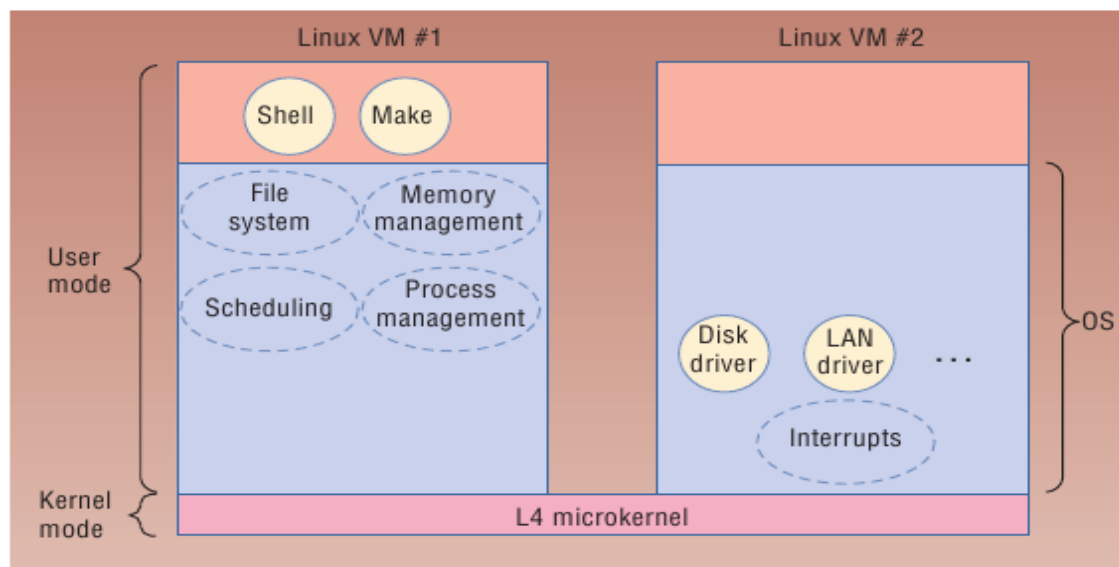 Linux VM #1
Linux VM #2
Shell
Make
File
system
Memory
management
User
mode
Scheduling
Process
management
Disk
driver
LAN
driver
...
OS
Interrupts
Kernel
mode
L4 microkernel